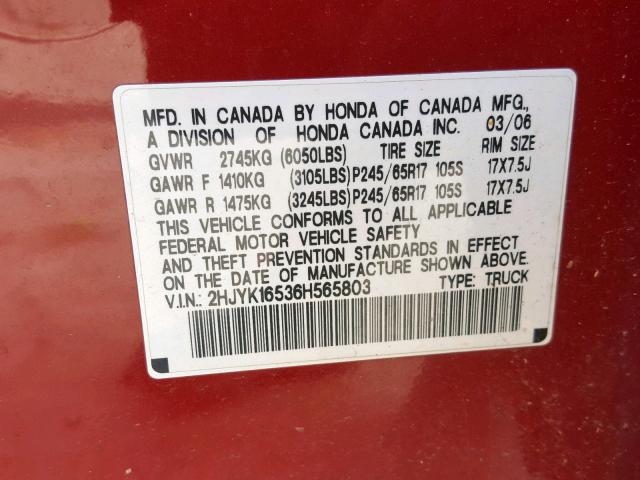 MFD. IN CANADA BY HONDA OF CANADA MFG.,
A DIVISION OF HONDA CANADA INC. 03/06
GVWR 2745KG (6050LBS) TIRE SIZE RIM SIZE
GAWR F 1410KG (3105LBS) P245/65R17 105S 17X7.5J
GAWR R 1475KG (3245LBS) P245/65R17 105S 17X7.5J
THIS VEHICLE CONFORMS TO ALL APPLICABLE
FEDERAL MOTOR VEHICLE SAFETY
AND THEFT PREVENTION STANDARDS IN EFFECT
ON THE DATE OF MANUFACTURE SHOWN ABOVE.
V.I.N.: 2HJYK16536H565803 TYPE: TRUCK